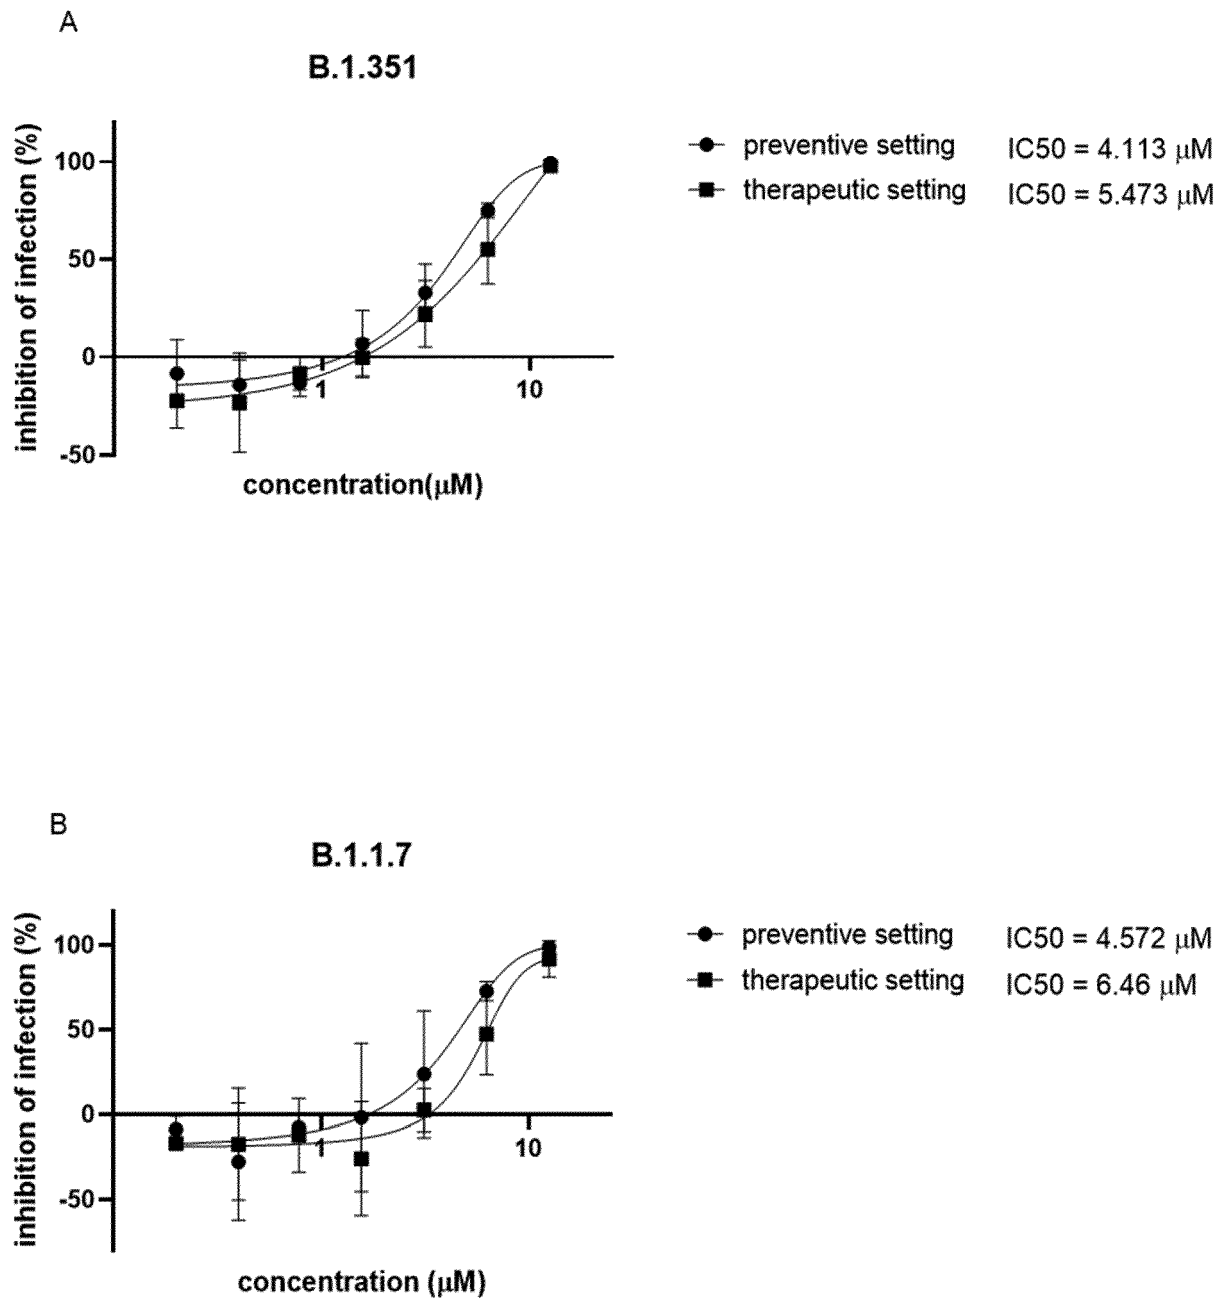 A
B.1.351
inhibition of infection (%)
100
50
0
-50
1
10
concentration(μM)
preventive setting IC50 = 4.113 μM
therapeutic setting IC50 = 5.473 μM
B
B.1.1.7
inhibition of infection (%)
100
50
0
-50
1
10
concentration (μM)
preventive setting IC50 = 4.572 μM
therapeutic setting IC50 = 6.46 μM